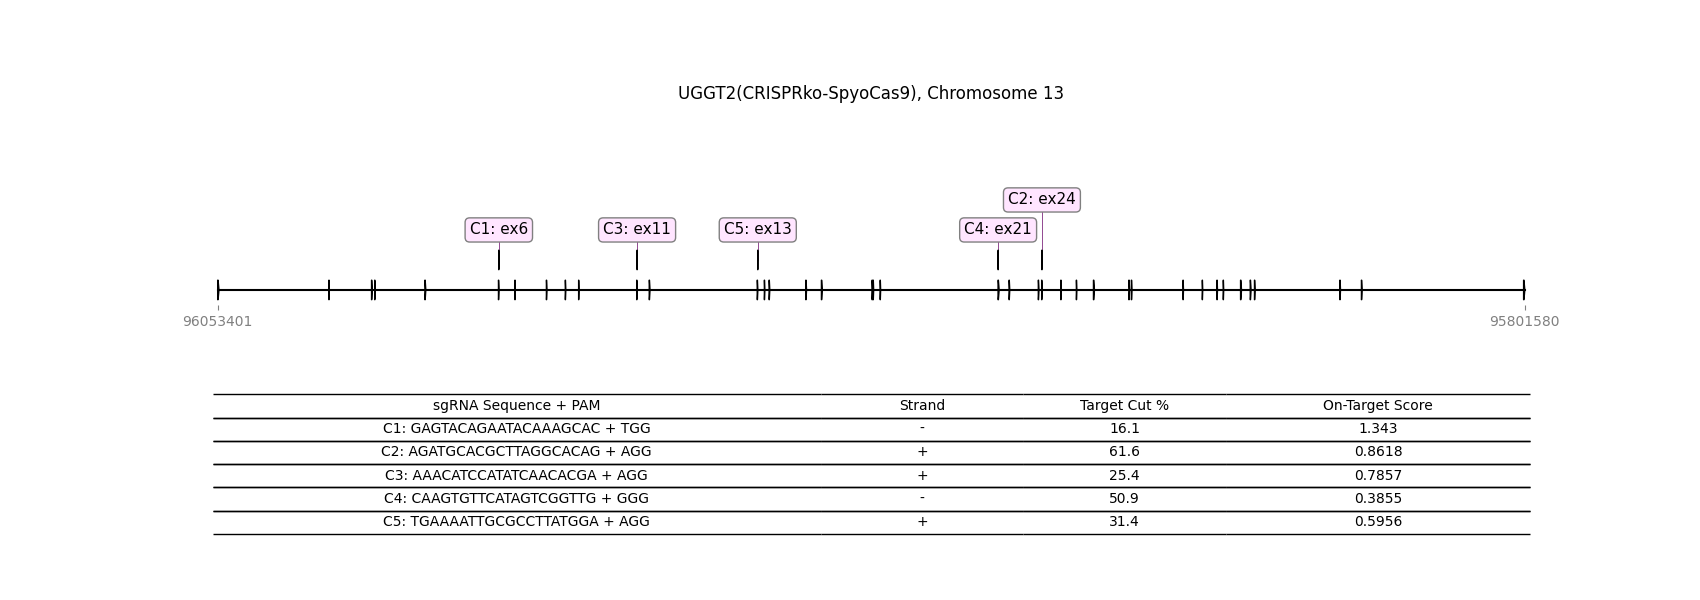 UGGT2(CRISPRko-SpyoCas9), Chromosome 13
C2: ex24
C1: ex6 C3: ex11 C5: ex13 C4: ex21
96053401 95801580
sgRNA Sequence + PAM Strand Target Cut % On-Target Score
C1: GAGTACAGAATACAAAGCAC + TGG - 16.1 1.343
C2: AGATGCACGCTTAGGCACAG + AGG + 61.6 0.8618
C3: AAACATCCATATCAACACGA + AGG + 25.4 0.7857
C4: CAAGTGTTCATAGTCGGTTG + GGG - 50.9 0.3855
C5: TGAAAATTGCGCCTTATGGA + AGG + 31.4 0.5956